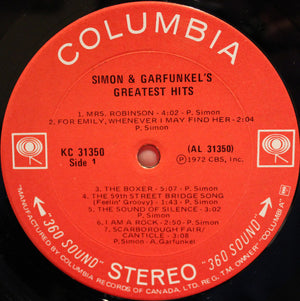 COLUMBIA
SIMON & GARFUNKEL'S
GREATEST HITS
1. MRS. ROBINSON - 4:02 - P. Simon
2. FOR EMILY, WHENEVER I MAY FIND HER - 2:04
P. Simon
KC 31350
Side 1
(AL 31350)
Ⓟ1972 CBS, Inc.
3. THE BOXER - 5:07 - P. Simon
4. THE 59th STREET BRIDGE SONG
(Feelin' Groovy) - 1:43 - P. Simon
5. THE SOUND OF SILENCE - 3:02 - P. Simon
6. I AM A ROCK - 2:50 - P. Simon
7. SCARBOROUGH FAIR/
CANTICLE - 3:08
P. Simon - A. Garfunkel
"360 SOUND" STEREO "360 SOUND"
MANUFACTURED BY COLUMBIA RECORDS OF CANADA, LTD. REG. T.M. OWNER "COLUMBIA"